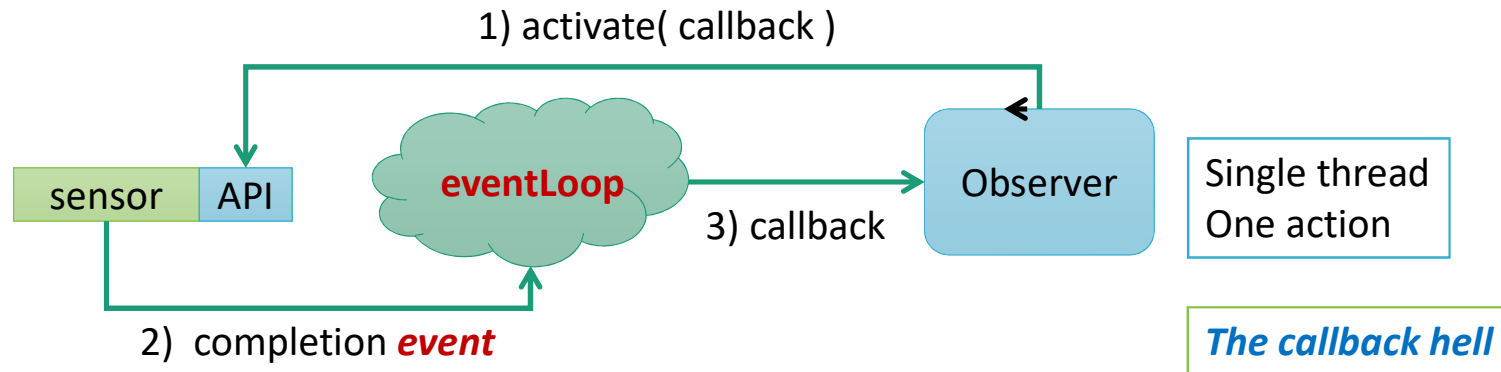 1) activate( callback )
sensor
API
eventLoop
Observer
3) callback
Single thread
One action
2) completion event
The callback hell